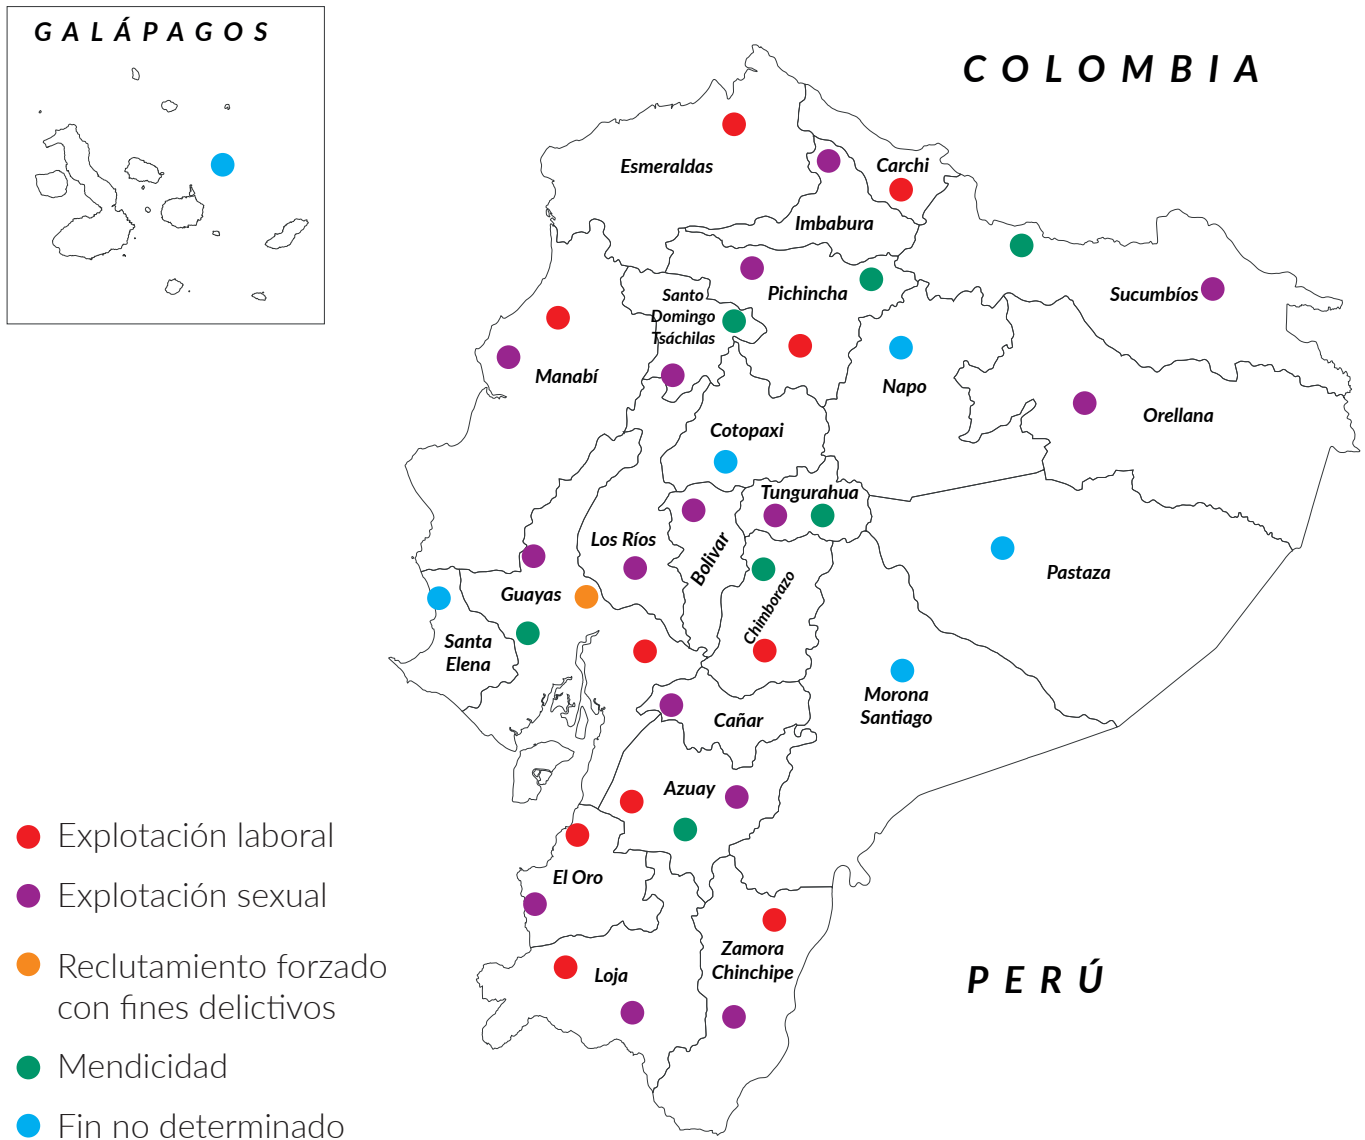 GALÁPAGOS
COLOMBIA
Esmeraldas
Carchi
Imbabura
Pichincha
Sucumbíos
Santo
Domingo
Tsáchilas
Manabí
Napo
Orellana
Cotopaxi
Tungurahua
Los Ríos
Bolivar
Pastaza
Guayas
Chimborazo
Santa
Elena
Morona
Santiago
Cañar
Azuay
El Oro
Zamora
Chinchipe
Loja
PERÚ
Explotación laboral
Explotación sexual
Reclutamiento forzado
con fines delictivos
Mendicidad
Fin no determinado